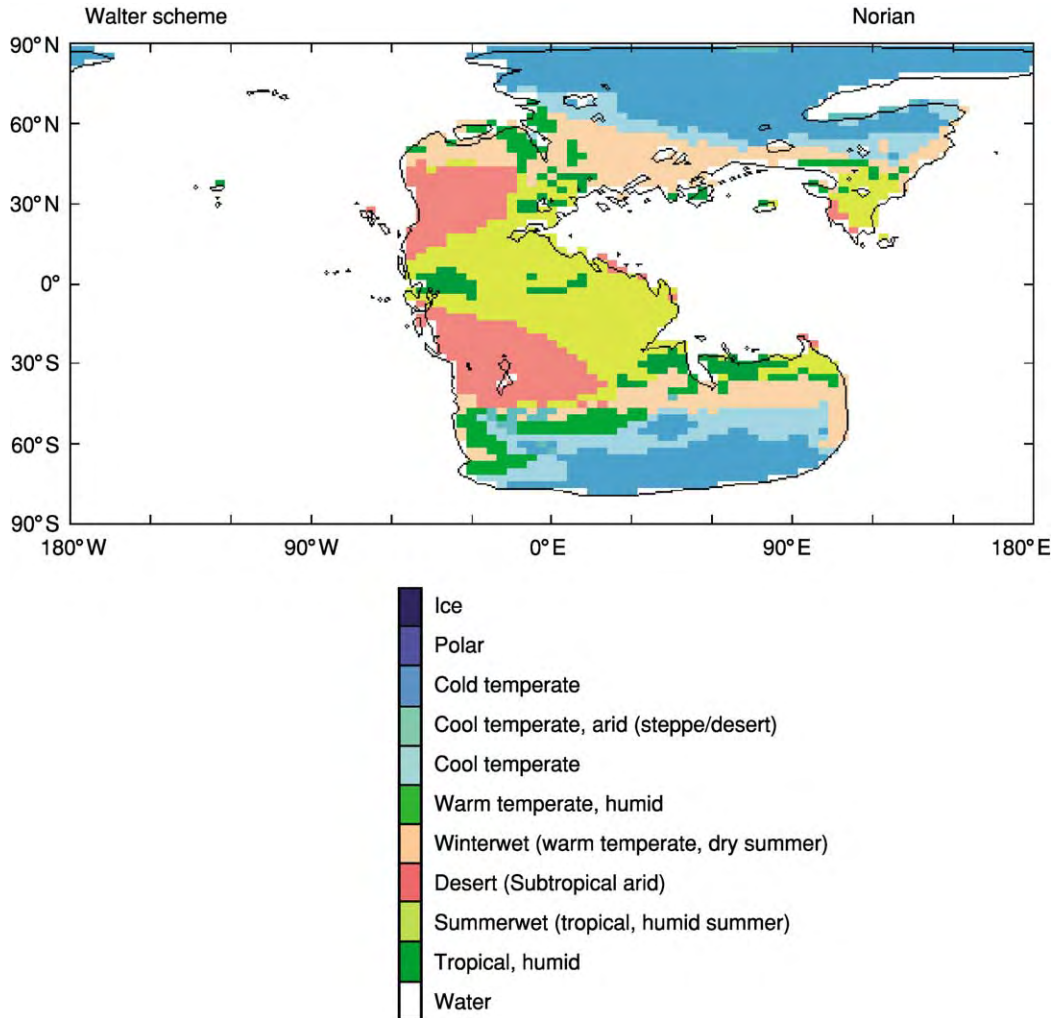 Walter scheme
Norian
90°N
60°N
30°N
0°
30°S
60°S
90°S
180°W
90°W
0°E
90°E
180°E
Ice
Polar
Cold temperate
Cool temperate, arid (steppe/desert)
Cool temperate
Warm temperate, humid
Winterwet (warm temperate, dry summer)
Desert (Subtropical arid)
Summerwet (tropical, humid summer)
Tropical, humid
Water